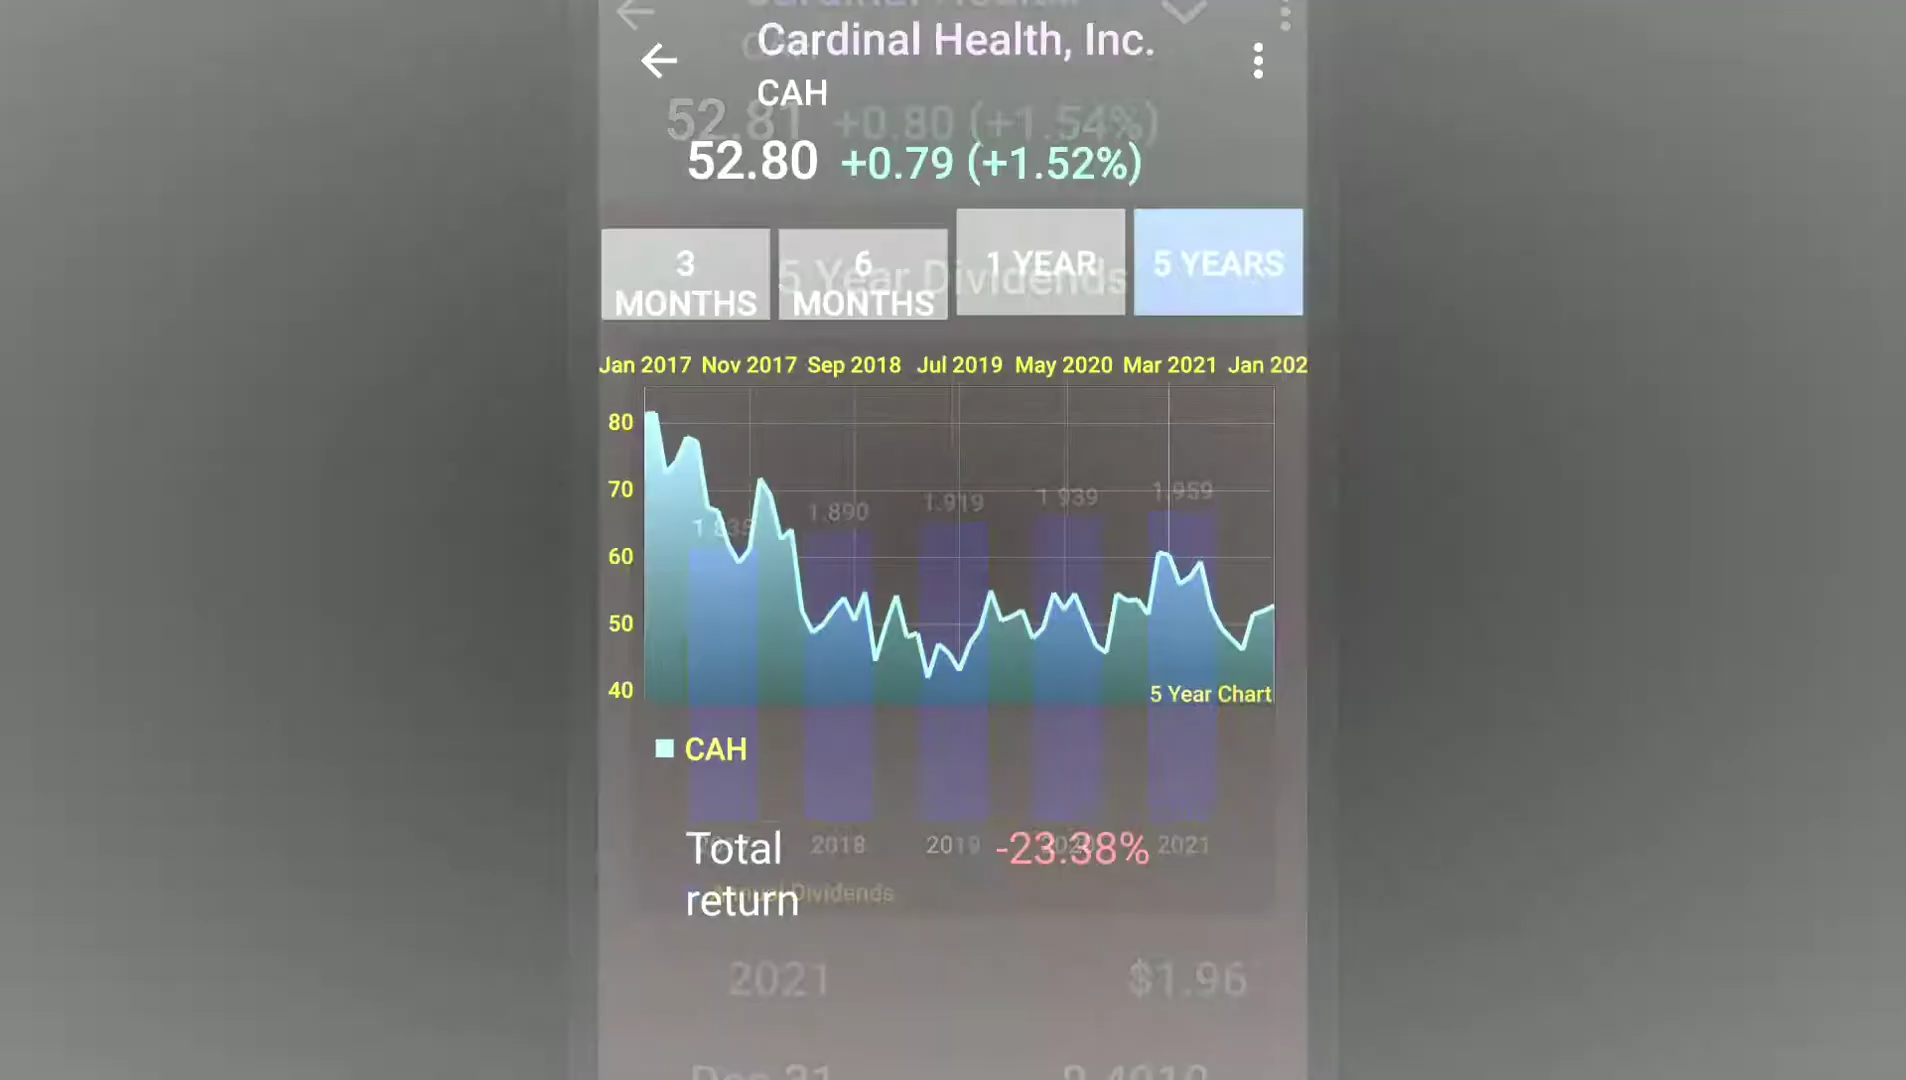 Cardinal Health, Inc.
CAH
52.81 +0.80 (+1.54%)
52.80 +0.79 (+1.52%)
3 MONTHS
6 MONTHS
1 YEAR
5 YEARS
5 Year Dividends
Jan 2017 Nov 2017 Sep 2018 Jul 2019 May 2020 Mar 2021 Jan 202
80
70
60
50
40
1.890 1.919 1.939 1.959
5 Year Chart
CAH
Total
return
-23.38%
2018 2019 2020 2021
Annual Dividends
2021 $1.96